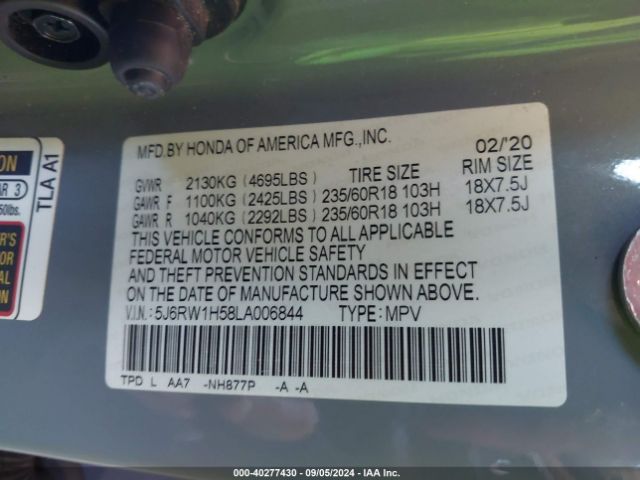 MFD.BY HONDA OF AMERICA MFG.,INC. 02/'20
GVWR 2130KG (4695LBS) TIRE SIZE RIM SIZE
GAWR F 1100KG (2425LBS) 235/60R18 103H 18X7.5J
GAWR R 1040KG (2292LBS) 235/60R18 103H 18X7.5J
THIS VEHICLE CONFORMS TO ALL APPLICABLE
FEDERAL MOTOR VEHICLE SAFETY
AND THEFT PREVENTION STANDARDS IN EFFECT
ON THE DATE OF MANUFACTURE SHOWN ABOVE.
V.I.N.: 5J6RW1H58LA006844 TYPE: MPV
TPD L AA7 -NH877P -A -A
TLA A1
000-40277430 - 09/05/2024 - IAA Inc.